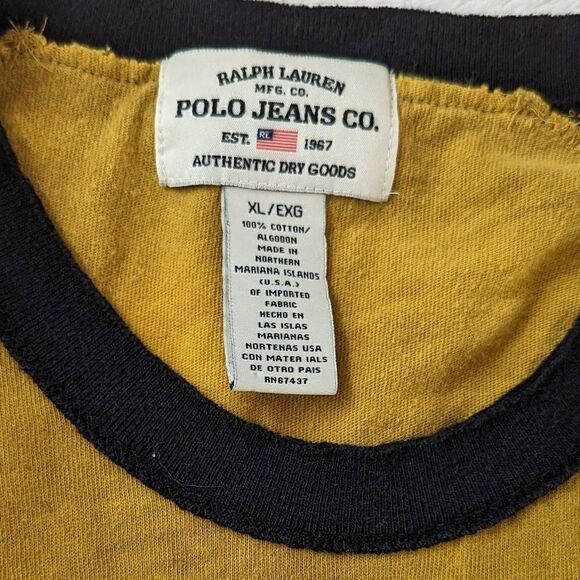 RALPH LAUREN
MFG. CO.
POLO JEANS CO.
EST. RL 1967
AUTHENTIC DRY GOODS
XL/EXG
100% COTTON/
ALGODON
MADE IN
NORTHERN
MARIANA ISLANDS
(U.S.A.)
OF IMPORTED
FABRIC
HECHO EN
LAS ISLAS
MARIANAS
NORTENAS USA
CON MATER IALS
DE OTRO PAIS
RN67437